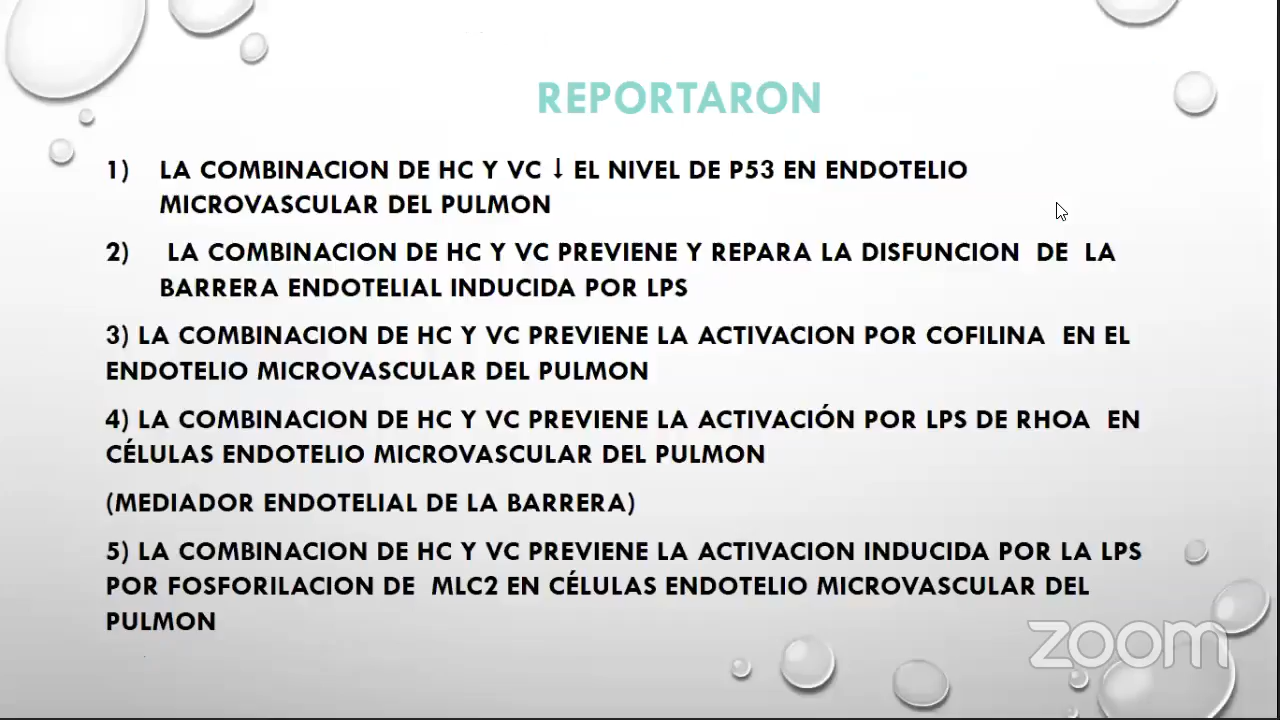 REPORTARON
1) LA COMBINACION DE HC Y VC ↓ EL NIVEL DE P53 EN ENDOTELIO
MICROVASCULAR DEL PULMON
2) LA COMBINACION DE HC Y VC PREVIENE Y REPARA LA DISFUNCION DE LA
BARRERA ENDOTELIAL INDUCIDA POR LPS
3) LA COMBINACION DE HC Y VC PREVIENE LA ACTIVACION POR COFILINA EN EL
ENDOTELIO MICROVASCULAR DEL PULMON
4) LA COMBINACION DE HC Y VC PREVIENE LA ACTIVACIÓN POR LPS DE RHOA EN
CÉLULAS ENDOTELIO MICROVASCULAR DEL PULMON
(MEDIADOR ENDOTELIAL DE LA BARRERA)
5) LA COMBINACION DE HC Y VC PREVIENE LA ACTIVACION INDUCIDA POR LA LPS
POR FOSFORILACION DE MLC2 EN CÉLULAS ENDOTELIO MICROVASCULAR DEL
PULMON
zoom